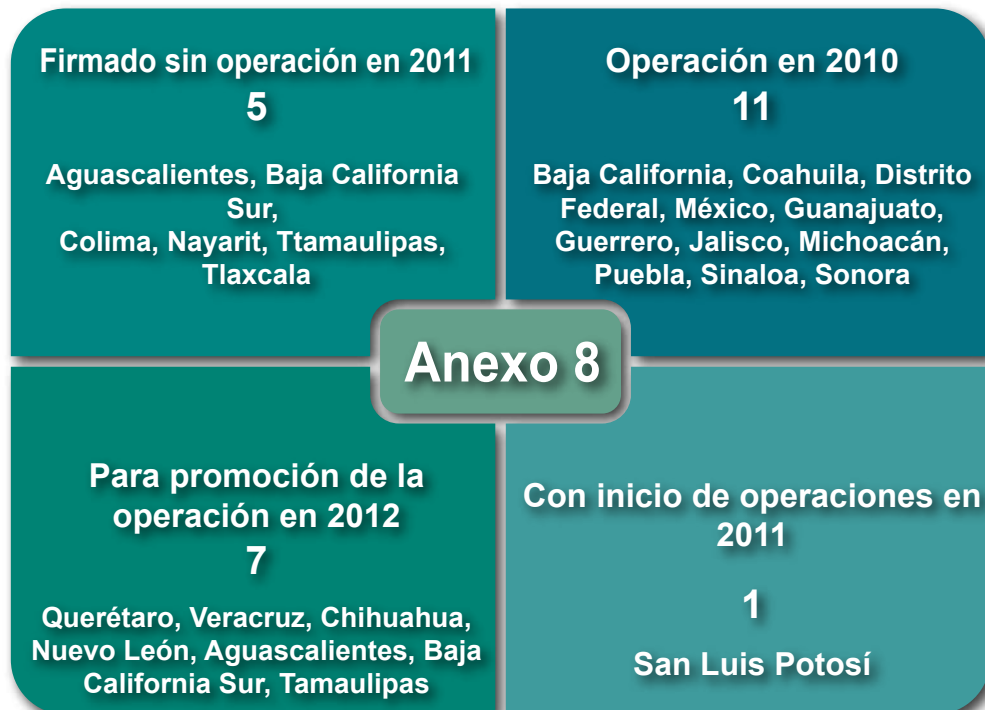 Firmado sin operación en 2011
5
Aguascalientes, Baja California
Sur,
Colima, Nayarit, Ttamaulipas,
Tlaxcala
Operación en 2010
11
Baja California, Coahuila, Distrito
Federal, México, Guanajuato,
Guerrero, Jalisco, Michoacán,
Puebla, Sinaloa, Sonora
Anexo 8
Para promoción de la
operación en 2012
7
Querétaro, Veracruz, Chihuahua,
Nuevo León, Aguascalientes, Baja
California Sur, Tamaulipas
Con inicio de operaciones en
2011
1
San Luis Potosí